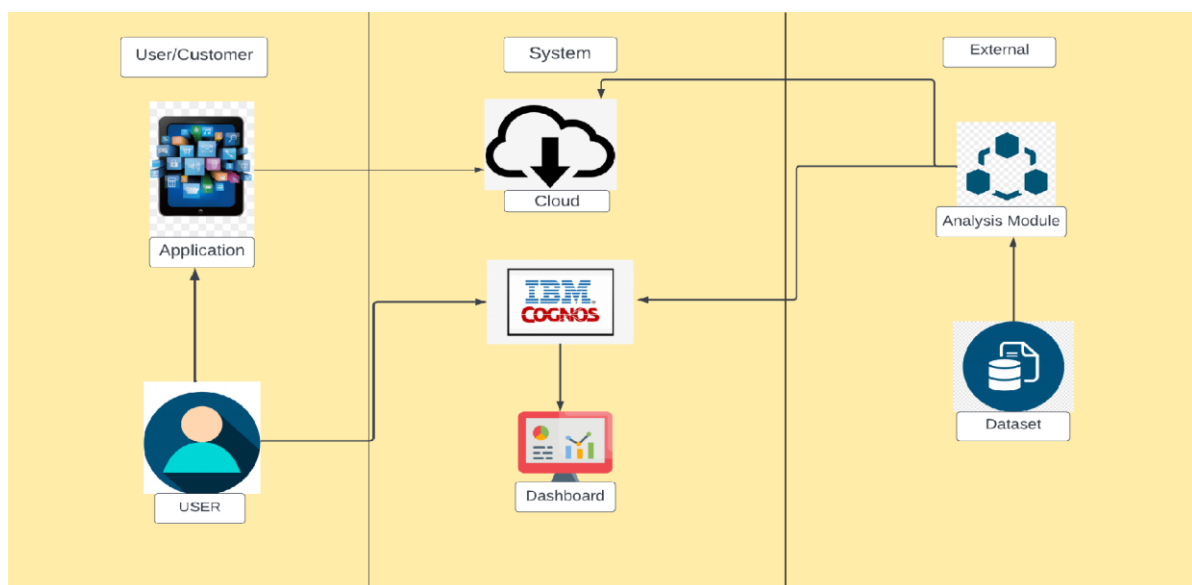 User/Customer
System
External
Application
Cloud
Analysis Module
IBM
COGNOS
Dashboard
Dataset
USER